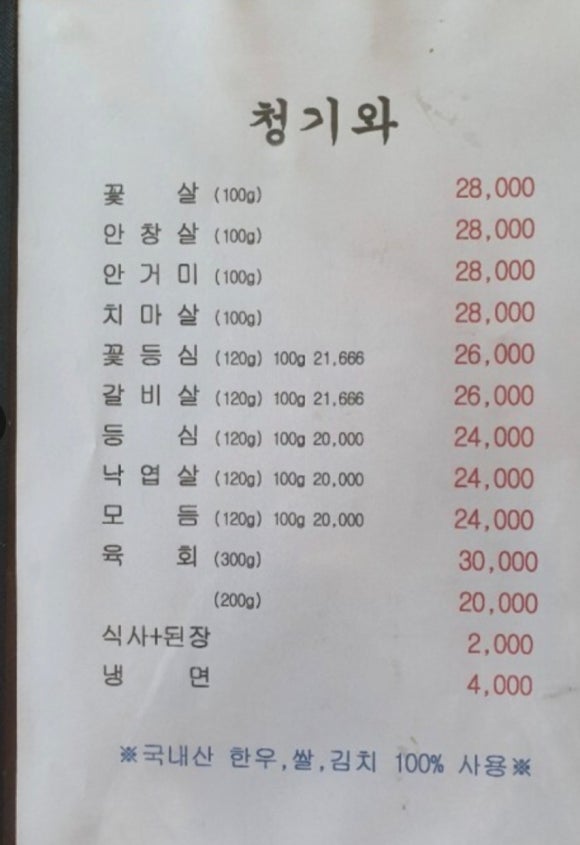 청기와
꽃 살 (100g) 28,000
안창살 (100g) 28,000
안거미 (100g) 28,000
치마살 (100g) 28,000
꽃등심 (120g) 100g 21,666 26,000
갈비살 (120g) 100g 21,666 26,000
등 심 (120g) 100g 20,000 24,000
낙엽살 (120g) 100g 20,000 24,000
모 듬 (120g) 100g 20,000 24,000
육 회 (300g) 30,000
(200g) 20,000
식사+된장 2,000
냉 면 4,000
※국내산 한우,쌀,김치 100% 사용※